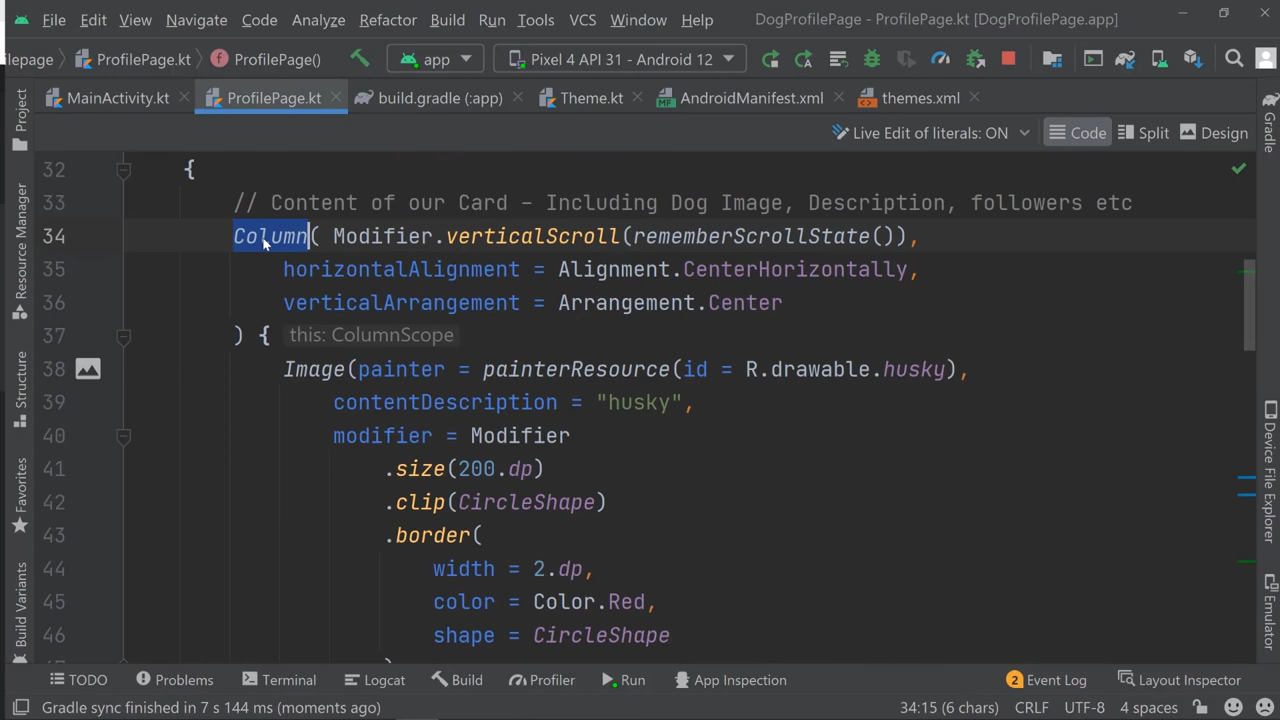 File Edit View Navigate Code Analyze Refactor Build Run Tools VCS Window Help DogProfilePage - ProfilePage.kt [DogProfilePage.app]
ilepage ProfilePage.kt ProfilePage() app Pixel 4 API 31 - Android 12
MainActivity.kt ProfilePage.kt build.gradle (:app) Theme.kt AndroidManifest.xml themes.xml
Live Edit of literals: ON Code Split Design
Project
Resource Manager
Structure
Favorites
Build Variants
32 {
33 // Content of our Card - Including Dog Image, Description, followers etc
34 Column( Modifier.verticalScroll(rememberScrollState()),
35 horizontalAlignment = Alignment.CenterHorizontally,
36 verticalArrangement = Arrangement.Center
37 ) { this: ColumnScope
38 Image(painter = painterResource(id = R.drawable.husky),
39 contentDescription = "husky",
40 modifier = Modifier
41 .size(200.dp)
42 .clip(CircleShape)
43 .border(
44 width = 2.dp,
45 color = Color.Red,
46 shape = CircleShape
Gradle
Device File Explorer
Emulator
TODO Problems Terminal Logcat Build Profiler Run App Inspection 2 Event Log Layout Inspector
Gradle sync finished in 7 s 144 ms (moments ago) 34:15 (6 chars) CRLF UTF-8 4 spaces